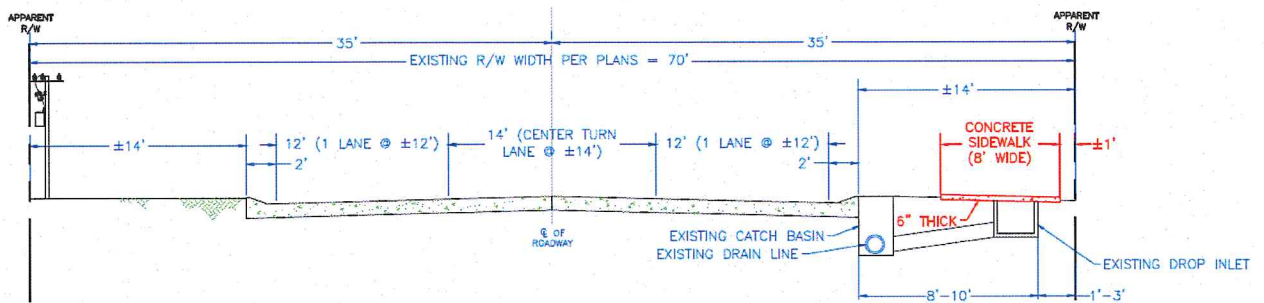 APPARENT
R/W
APPARENT
R/W
35'
35'
EXISTING R/W WIDTH PER PLANS = 70'
±14'
±14'
12' (1 LANE @ ±12')
14' (CENTER TURN
LANE @ ±14')
12' (1 LANE @ ±12')
CONCRETE
SIDEWALK
(8' WIDE)
±1'
2'
2'
6" THICK
℄ OF
ROADWAY
EXISTING CATCH BASIN
EXISTING DRAIN LINE
EXISTING DROP INLET
8'-10'
1'-3'